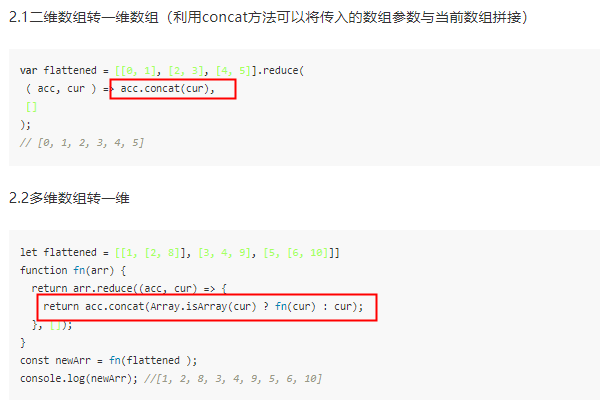 2.1二维数组转一维数组（利用concat方法可以将传入的数组参数与当前数组拼接）
var flattened = [[0, 1], [2, 3], [4, 5]].reduce(
( acc, cur ) => acc.concat(cur),
[]
);
// [0, 1, 2, 3, 4, 5]
2.2多维数组转一维
let flattened = [[1, [2, 8]], [3, 4, 9], [5, [6, 10]]]
function fn(arr) {
return arr.reduce((acc, cur) => {
return acc.concat(Array.isArray(cur) ? fn(cur) : cur);
}, []);
}
const newArr = fn(flattened );
console.log(newArr); //[1, 2, 8, 3, 4, 9, 5, 6, 10]